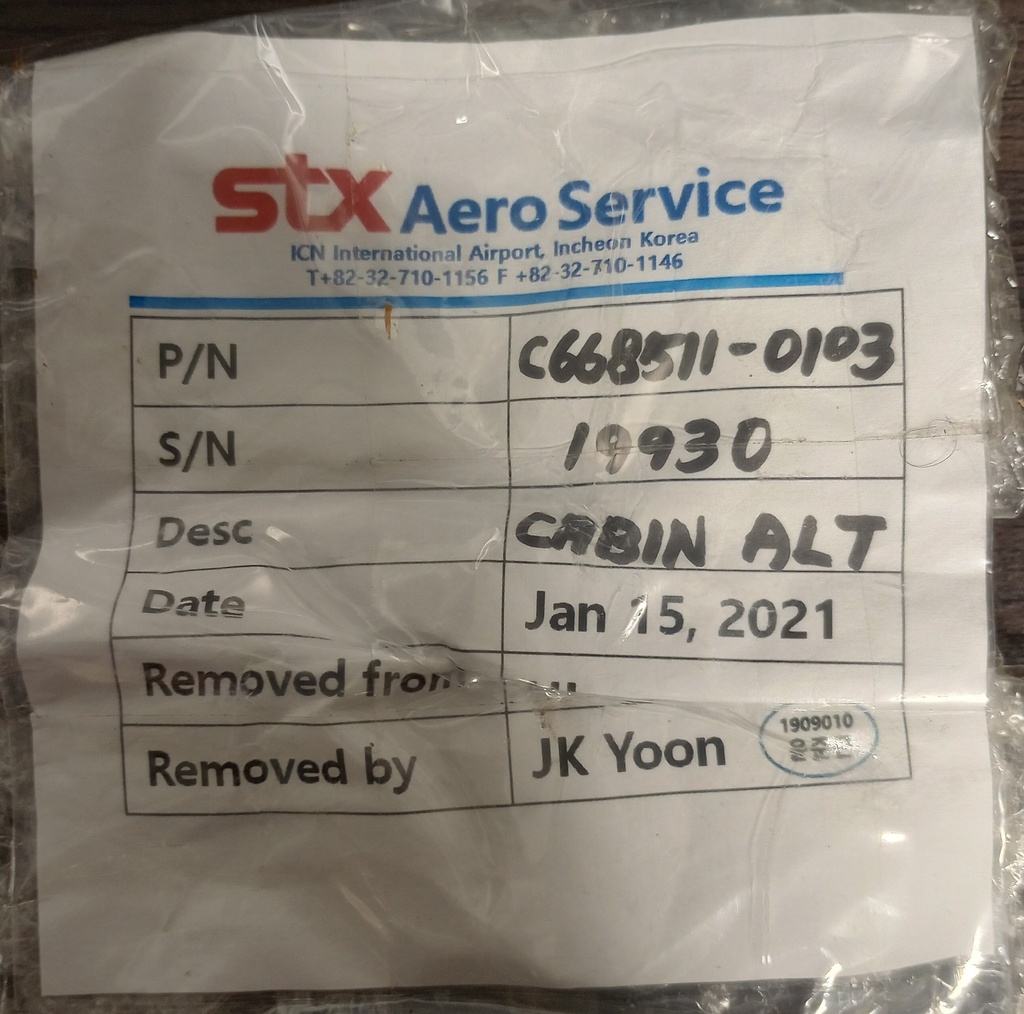 stx Aero Service
ICN International Airport, Incheon Korea
T+82-32-710-1156 F +82-32-710-1146
P/N C668511-0103
S/N 19930
Desc CABIN ALT
Date Jan 15, 2021
Removed from
Removed by JK Yoon 1909010